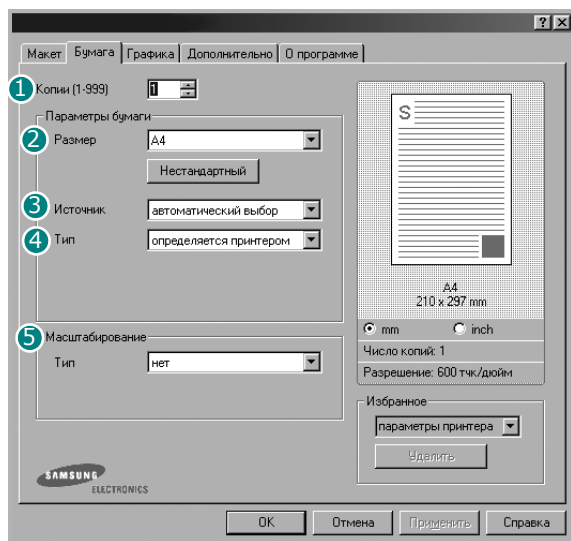 Макет Бумага Графика Дополнительно О программе
1 Копии (1-999) 1
Параметры бумаги
2 Размер A4
Нестандартный
3 Источник автоматический выбор
4 Тип определяется принтером
5 Масштабирование
Тип нет
S
A4
210 x 297 mm
mm inch
Число копий: 1
Разрешение: 600 тчк/дюйм
Избранное
параметры принтера
Удалить
SAMSUNG
ELECTRONICS
OK Отмена Применить Справка